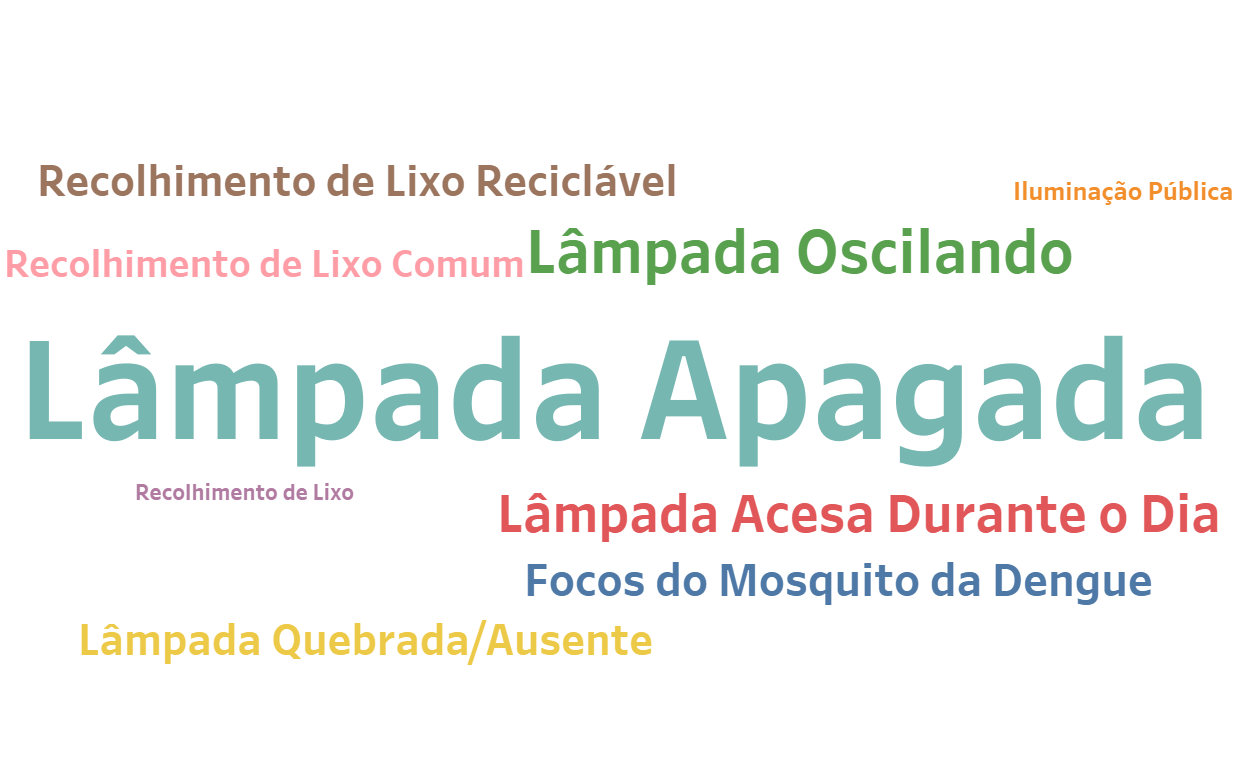 Recolhimento de Lixo Reciclável
Iluminação Pública
Lâmpada Oscilando
Recolhimento de Lixo Comum
Lâmpada Apagada
Recolhimento de Lixo
Lâmpada Acesa Durante o Dia
Focos do Mosquito da Dengue
Lâmpada Quebrada/Ausente